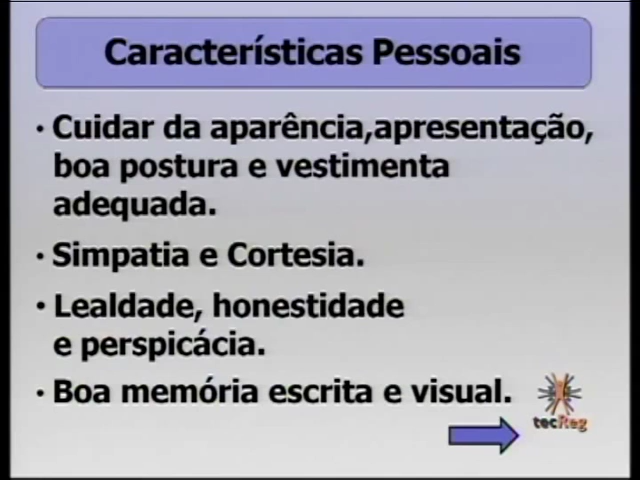 Características Pessoais
• Cuidar da aparência,apresentação,
boa postura e vestimenta
adequada.
• Simpatia e Cortesia.
• Lealdade, honestidade
e perspicácia.
• Boa memória escrita e visual.
tecReg